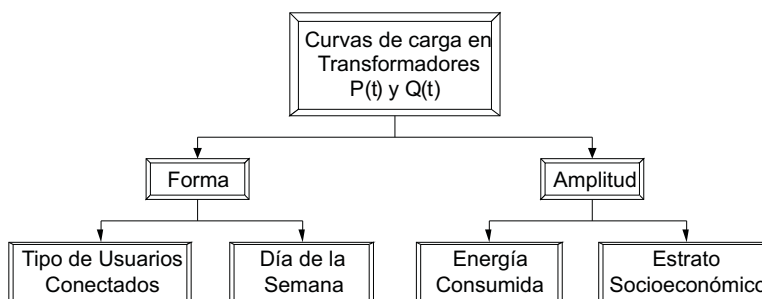 Curvas de carga en
Transformadores
P(t) y Q(t)
Forma
Amplitud
Tipo de Usuarios
Conectados
Día de la
Semana
Energía
Consumida
Estrato
Socioeconómico